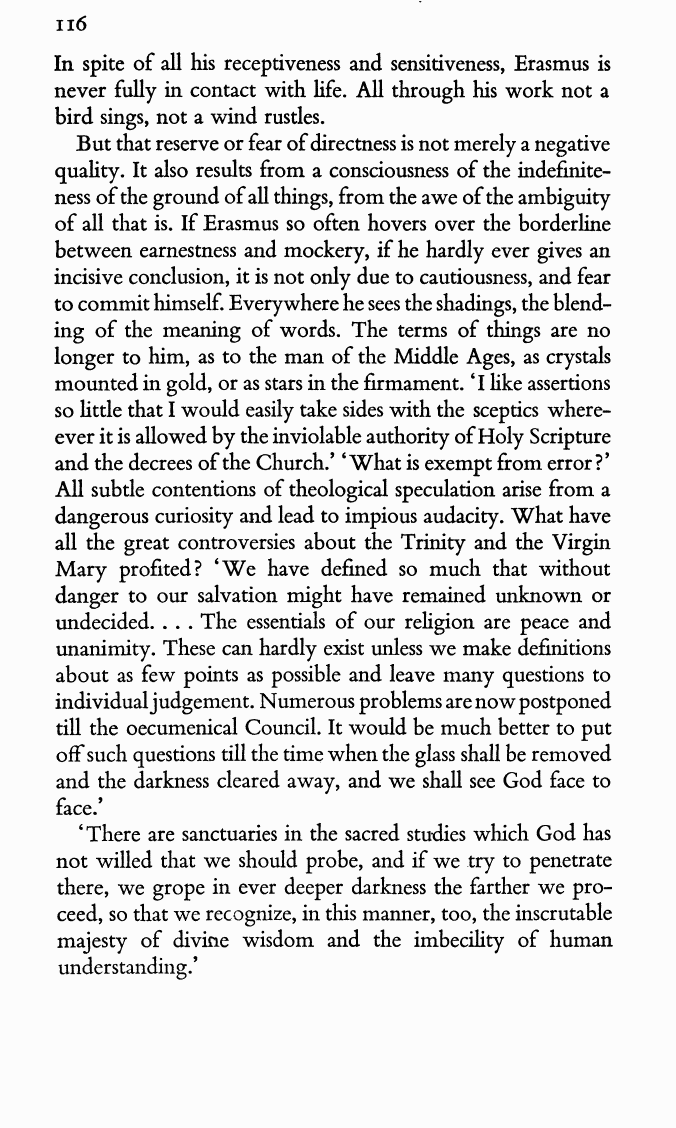 116
In spite of all his receptiveness and sensitiveness, Erasmus is
never fully in contact with life. All through his work not a
bird sings, not a wind rustles.
But that reserve or fear of directness is not merely a negative
quality. It also results from a consciousness of the indefinite-
ness of the ground of all things, from the awe of the ambiguity
of all that is. If Erasmus so often hovers over the borderline
between earnestness and mockery, if he hardly ever gives an
incisive conclusion, it is not only due to cautiousness, and fear
to commit himself. Everywhere he sees the shadings, the blend-
ing of the meaning of words. The terms of things are no
longer to him, as to the man of the Middle Ages, as crystals
mounted in gold, or as stars in the firmament. ‘I like assertions
so little that I would easily take sides with the sceptics where-
ever it is allowed by the inviolable authority of Holy Scripture
and the decrees of the Church.’ ‘What is exempt from error?’
All subtle contentions of theological speculation arise from a
dangerous curiosity and lead to impious audacity. What have
all the great controversies about the Trinity and the Virgin
Mary profited? ‘We have defined so much that without
danger to our salvation might have remained unknown or
undecided. . . . The essentials of our religion are peace and
unanimity. These can hardly exist unless we make definitions
about as few points as possible and leave many questions to
individual judgement. Numerous problems are now postponed
till the oecumenical Council. It would be much better to put
off such questions till the time when the glass shall be removed
and the darkness cleared away, and we shall see God face to
face.’
‘There are sanctuaries in the sacred studies which God has
not willed that we should probe, and if we try to penetrate
there, we grope in ever deeper darkness the farther we pro-
ceed, so that we recognize, in this manner, too, the inscrutable
majesty of divine wisdom and the imbecility of human
understanding.’